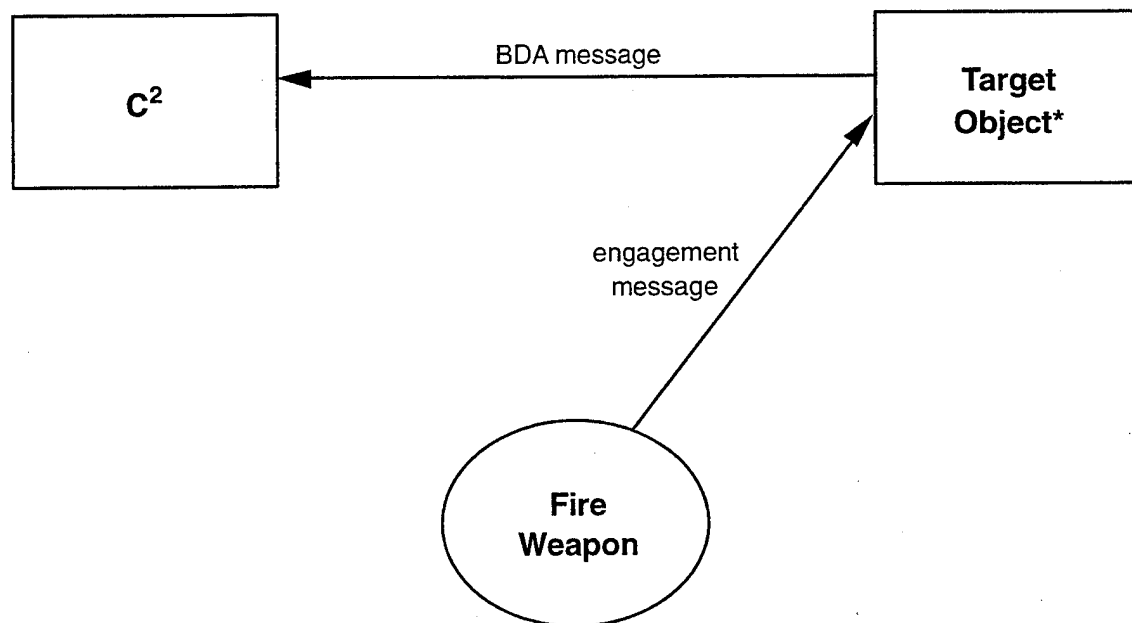 BDA message
C²
Target
Object*
engagement
message
Fire
Weapon